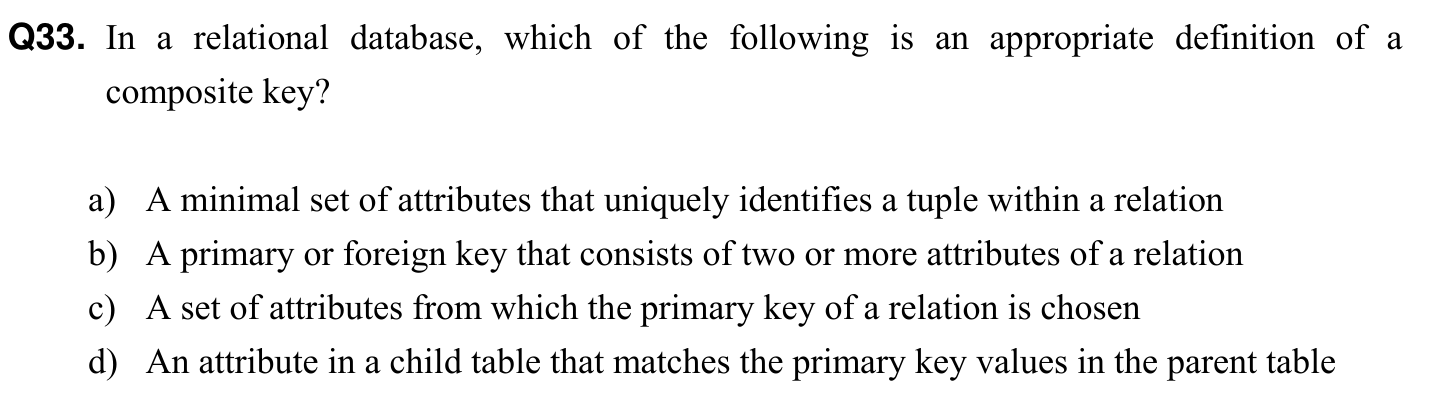 Q33. In a relational database, which of the following is an appropriate definition of a
composite key?
a) A minimal set of attributes that uniquely identifies a tuple within a relation
b) A primary or foreign key that consists of two or more attributes of a relation
c) A set of attributes from which the primary key of a relation is chosen
d) An attribute in a child table that matches the primary key values in the parent table